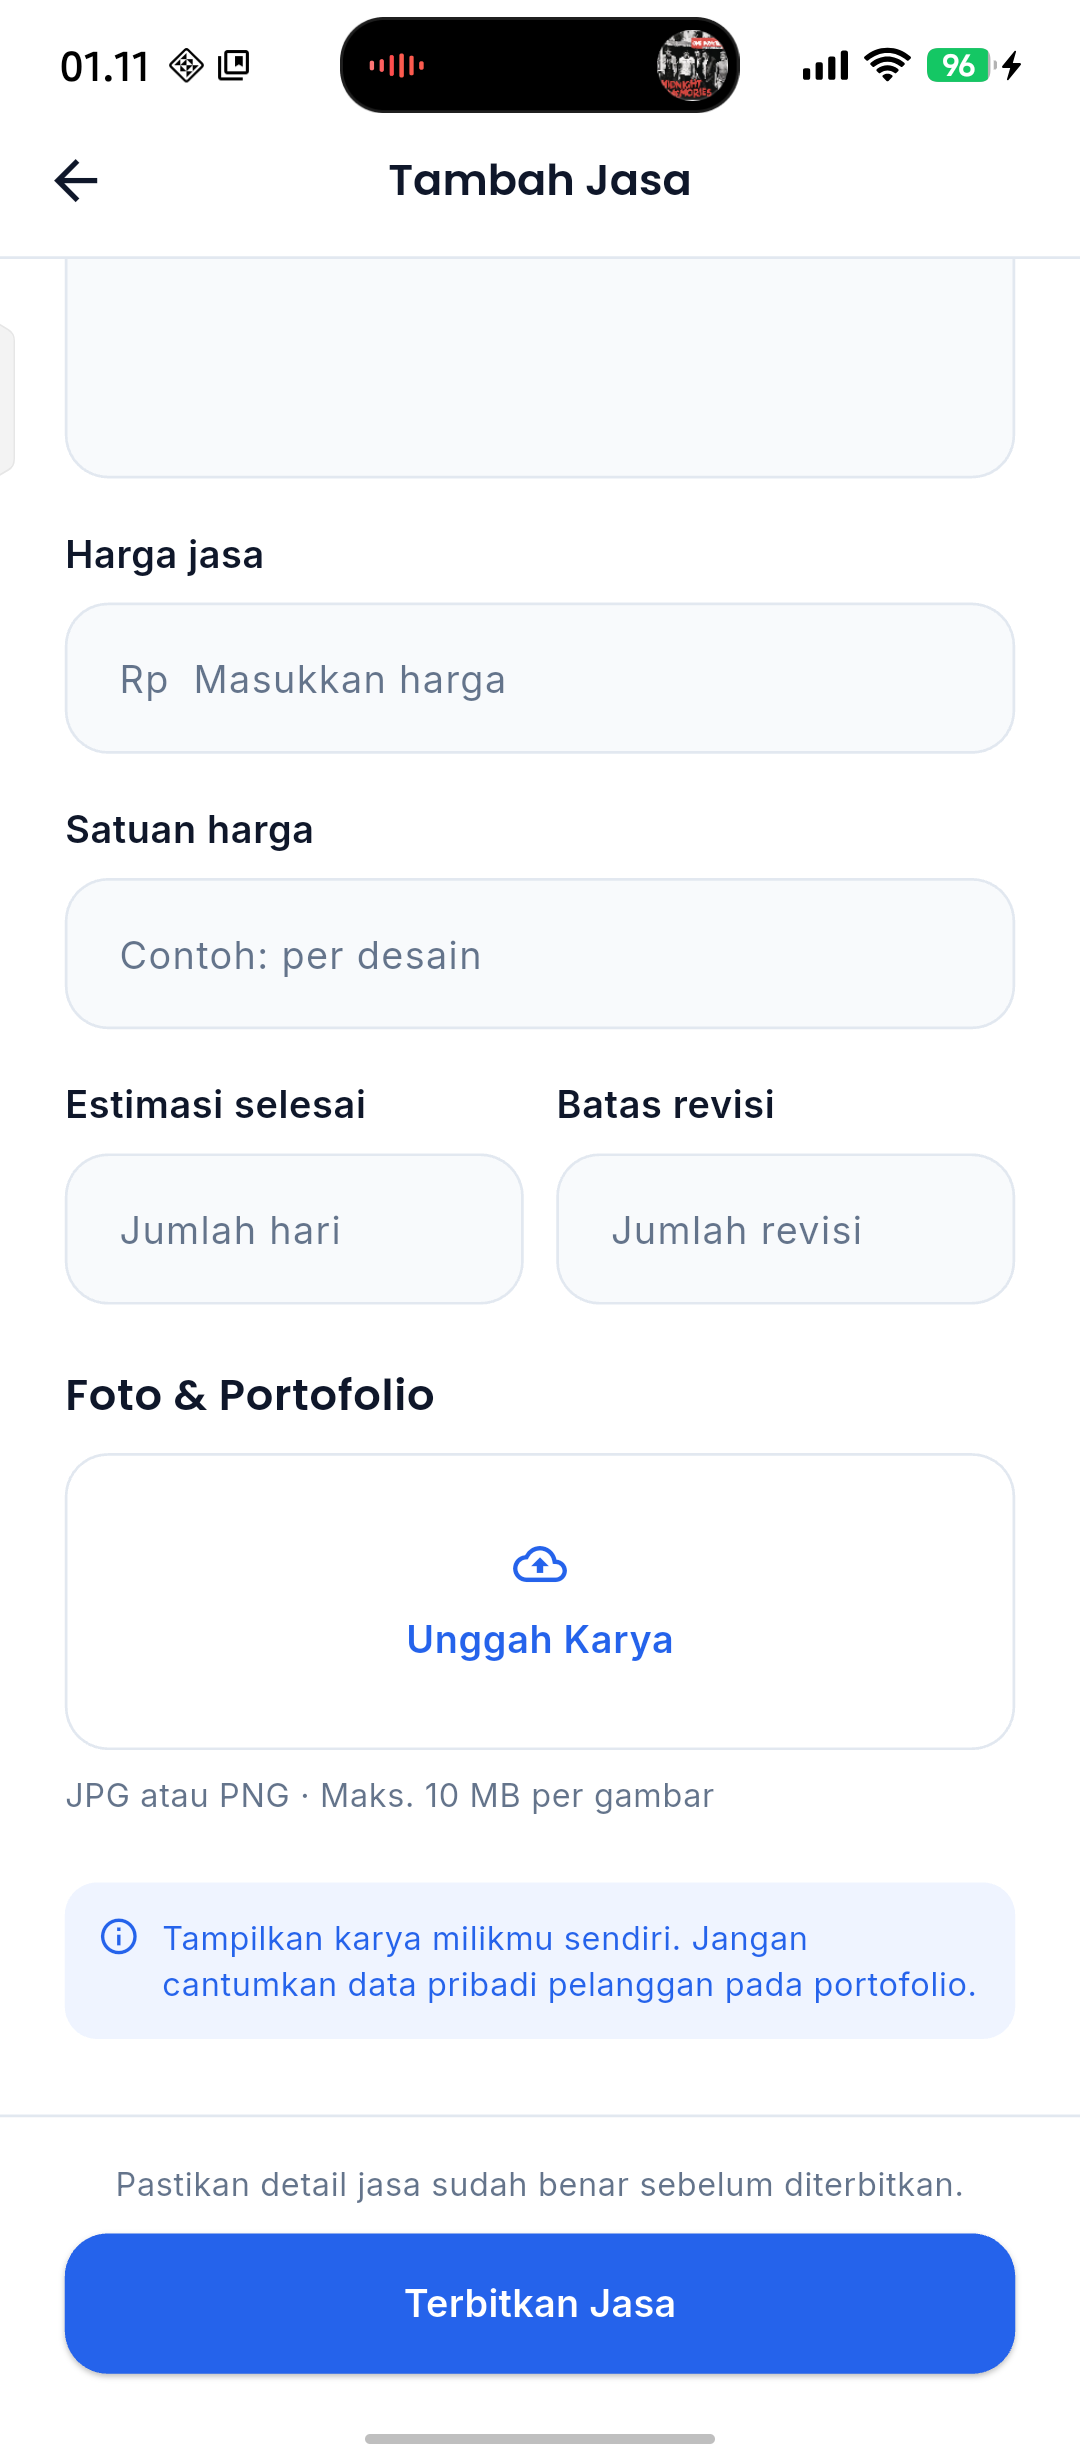 01.11
MIDNIGHT
MEMORIES
96
Tambah Jasa
Harga jasa
Rp Masukkan harga
Satuan harga
Contoh: per desain
Estimasi selesai
Batas revisi
Jumlah hari
Jumlah revisi
Foto & Portofolio
Unggah Karya
JPG atau PNG · Maks. 10 MB per gambar
Tampilkan karya milikmu sendiri. Jangan
cantumkan data pribadi pelanggan pada portofolio.
Pastikan detail jasa sudah benar sebelum diterbitkan.
Terbitkan Jasa